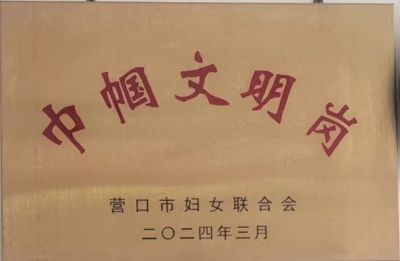 巾帼文明岗
营口市妇女联合会
二〇二四年三月